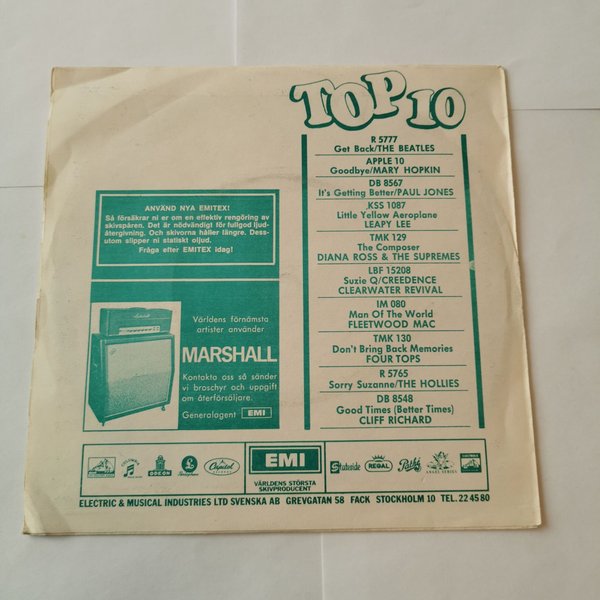 TOP 10
R 5777
Get Back/THE BEATLES
APPLE 10
Goodbye/MARY HOPKIN
DB 8567
It's Getting Better/PAUL JONES
KSS 1087
Little Yellow Aeroplane
LEAPY LEE
TMK 129
The Composer
DIANA ROSS & THE SUPREMES
LBF 15208
Suzie Q/CREEDENCE
CLEARWATER REVIVAL
IM 080
Man Of The World
FLEETWOOD MAC
TMK 130
Don't Bring Back Memories
FOUR TOPS
R 5765
Sorry Suzanne/THE HOLLIES
DB 8548
Good Times (Better Times)
CLIFF RICHARD
ANVÄND NYA EMITEX!
Så försäkrar ni er om en effektiv rengöring av
skivspåren. Det är nödvändigt för fullgod ljud-
återgivning. Och skivorna håller längre. Dess-
utom slipper ni statiskt oljud.
Fråga efter EMITEX idag!
Världens förnämsta
artister använder
MARSHALL
Kontakta oss så sänder
vi broschyr och uppgift
om återförsäljare.
Generalagent EMI
COLUMBIA
ODEON
Parlophone
Capitol
EMI
VÄRLDENS STÖRSTA
SKIVPRODUCENT
Stateside
REGAL
Pathé
ANGEL SERIES
ELECTRIC & MUSICAL INDUSTRIES LTD SVENSKA AB GREVGATAN 58 FACK STOCKHOLM 10 TEL. 22 45 80